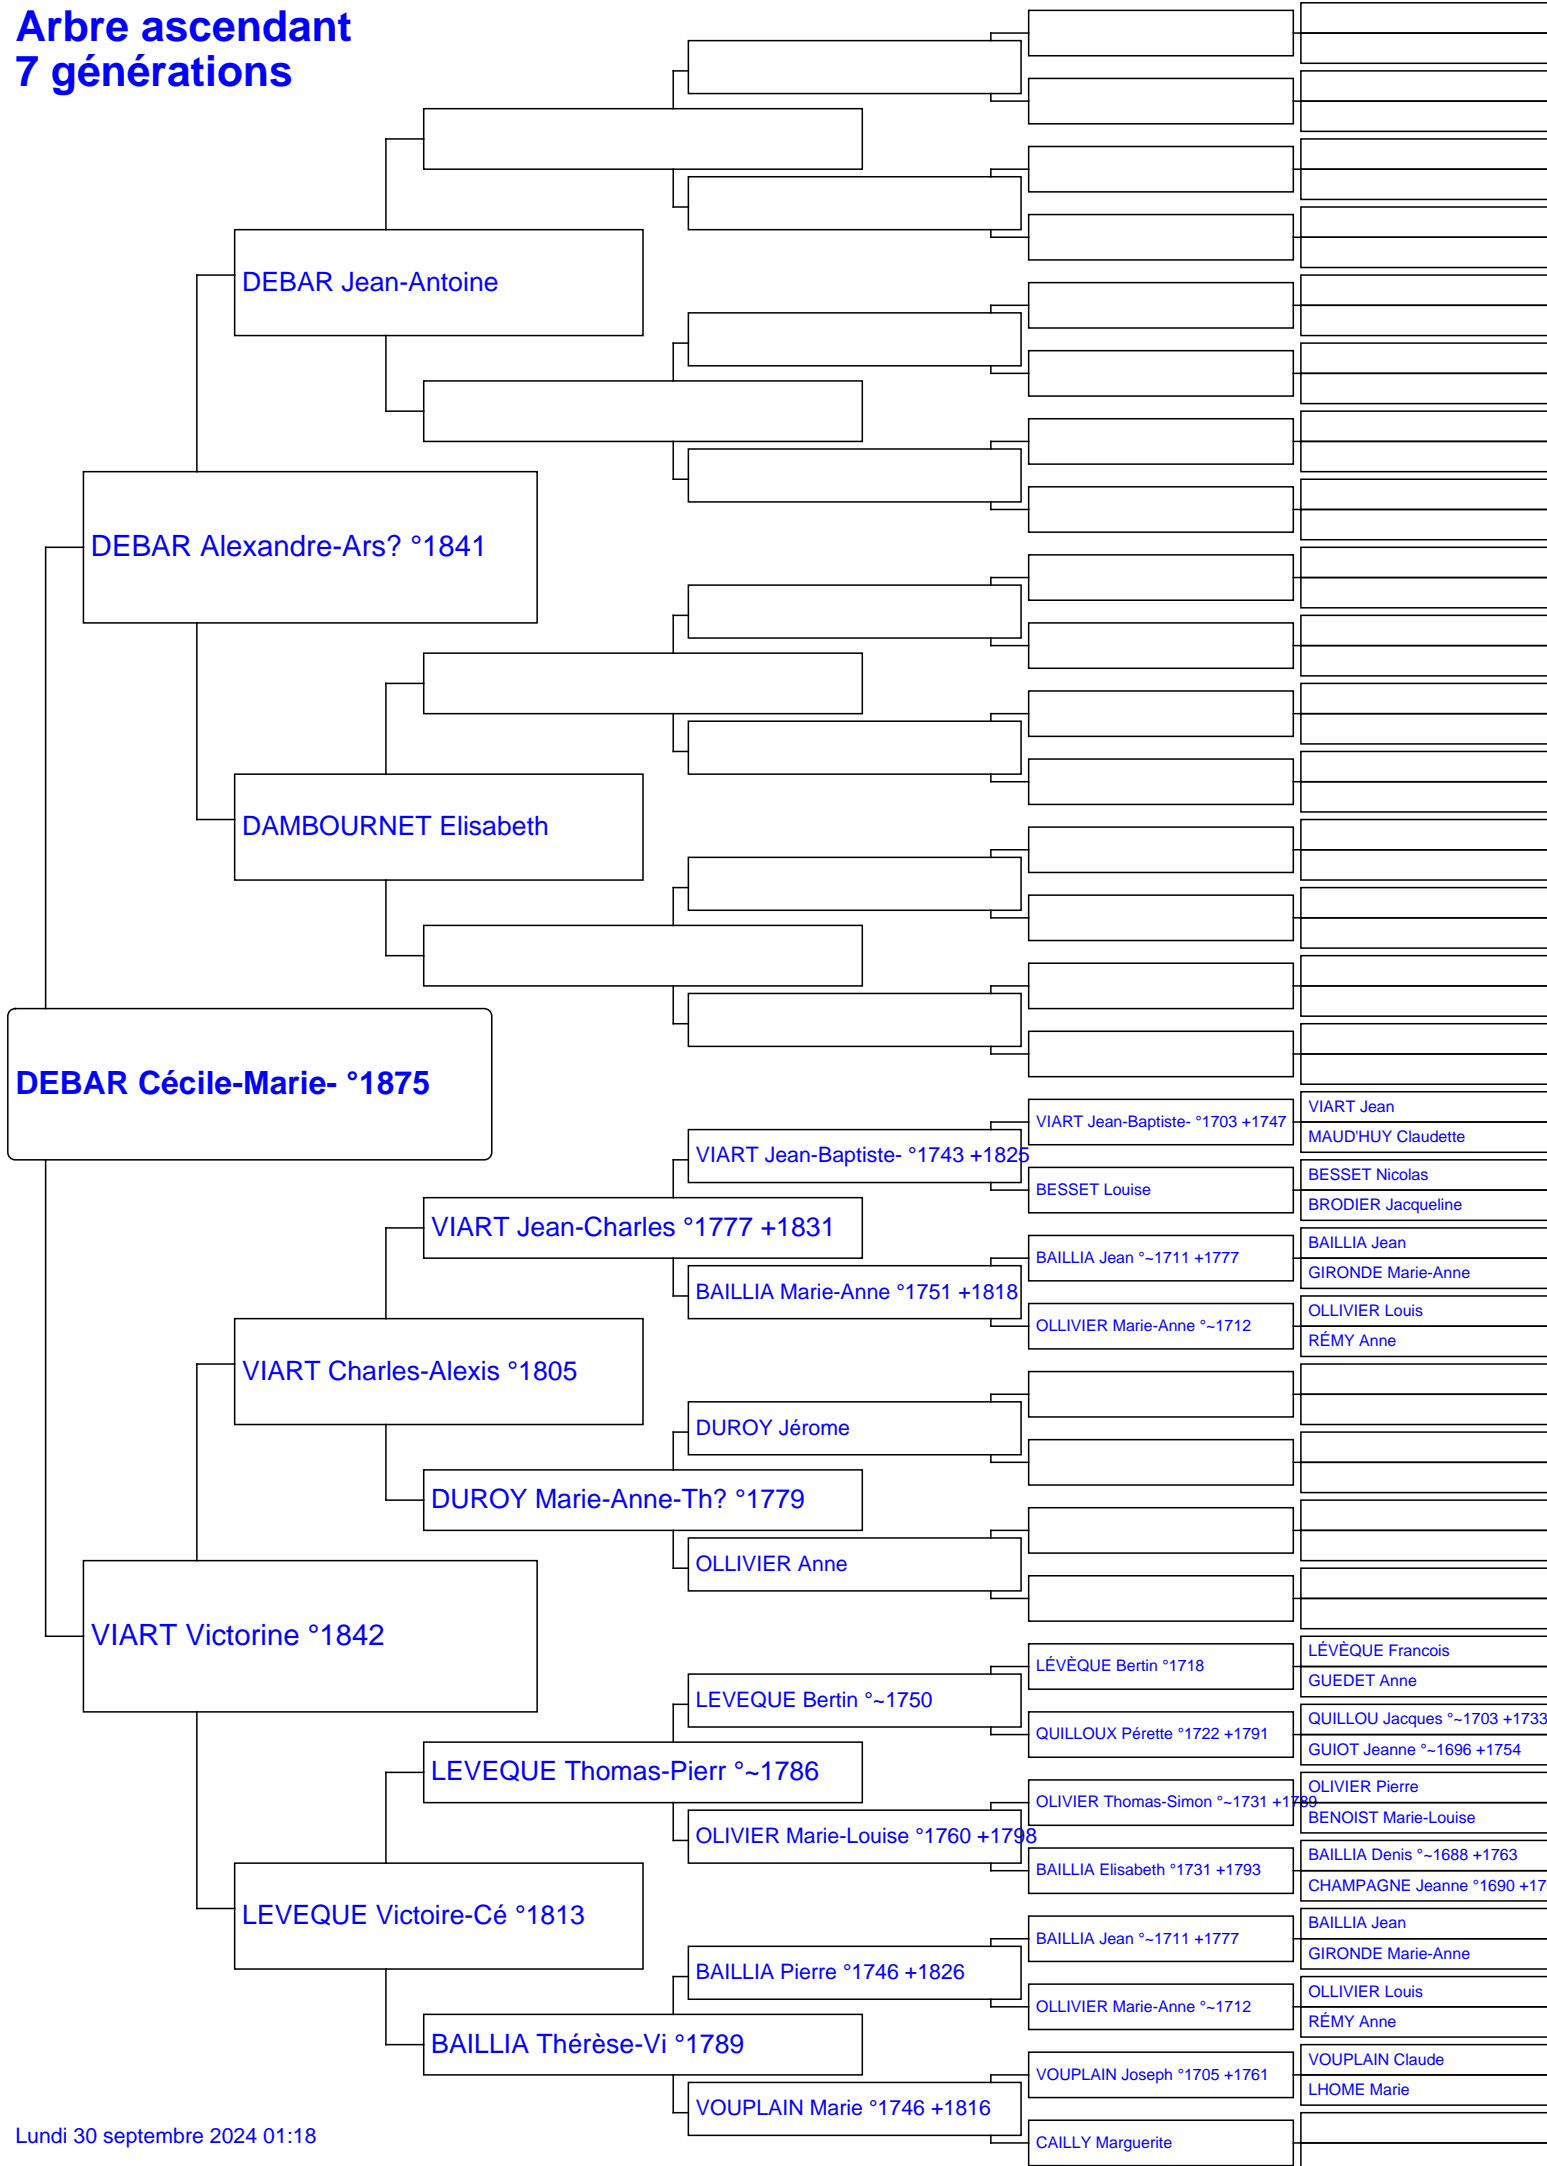 Arbre ascendant
7 générations
DEBAR Jean-Antoine
DEBAR Alexandre-Ars? °1841
DAMBOURNET Elisabeth
DEBAR Cécile-Marie- °1875
VIART Jean-Baptiste- °1703 +1747
VIART Jean
MAUD'HUY Claudette
VIART Jean-Baptiste- °1743 +1825
BESSET Louise
BESSET Nicolas
BRODIER Jacqueline
VIART Jean-Charles °1777 +1831
BAILLIA Jean °~1711 +1777
BAILLIA Jean
GIRONDE Marie-Anne
BAILLIA Marie-Anne °1751 +1818
OLLIVIER Marie-Anne °~1712
OLLIVIER Louis
RÉMY Anne
VIART Charles-Alexis °1805
DUROY Jérome
DUROY Marie-Anne-Th? °1779
OLLIVIER Anne
VIART Victorine °1842
LÉVÈQUE Bertin °1718
LÉVÈQUE Francois
GUEDET Anne
LEVEQUE Bertin °~1750
QUILLOUX Pérette °1722 +1791
QUILLOU Jacques °~1703 +1733
GUIOT Jeanne °~1696 +1754
LEVEQUE Thomas-Pierr °~1786
OLIVIER Thomas-Simon °~1731 +1789
OLIVIER Pierre
BENOIST Marie-Louise
OLIVIER Marie-Louise °1760 +1798
BAILLIA Elisabeth °1731 +1793
BAILLIA Denis °~1688 +1763
CHAMPAGNE Jeanne °1690 +17
LEVEQUE Victoire-Cé °1813
BAILLIA Jean °~1711 +1777
BAILLIA Jean
GIRONDE Marie-Anne
BAILLIA Pierre °1746 +1826
OLLIVIER Marie-Anne °~1712
OLLIVIER Louis
RÉMY Anne
BAILLIA Thérèse-Vi °1789
VOUPLAIN Joseph °1705 +1761
VOUPLAIN Claude
LHOME Marie
VOUPLAIN Marie °1746 +1816
CAILLY Marguerite
Lundi 30 septembre 2024 01:18